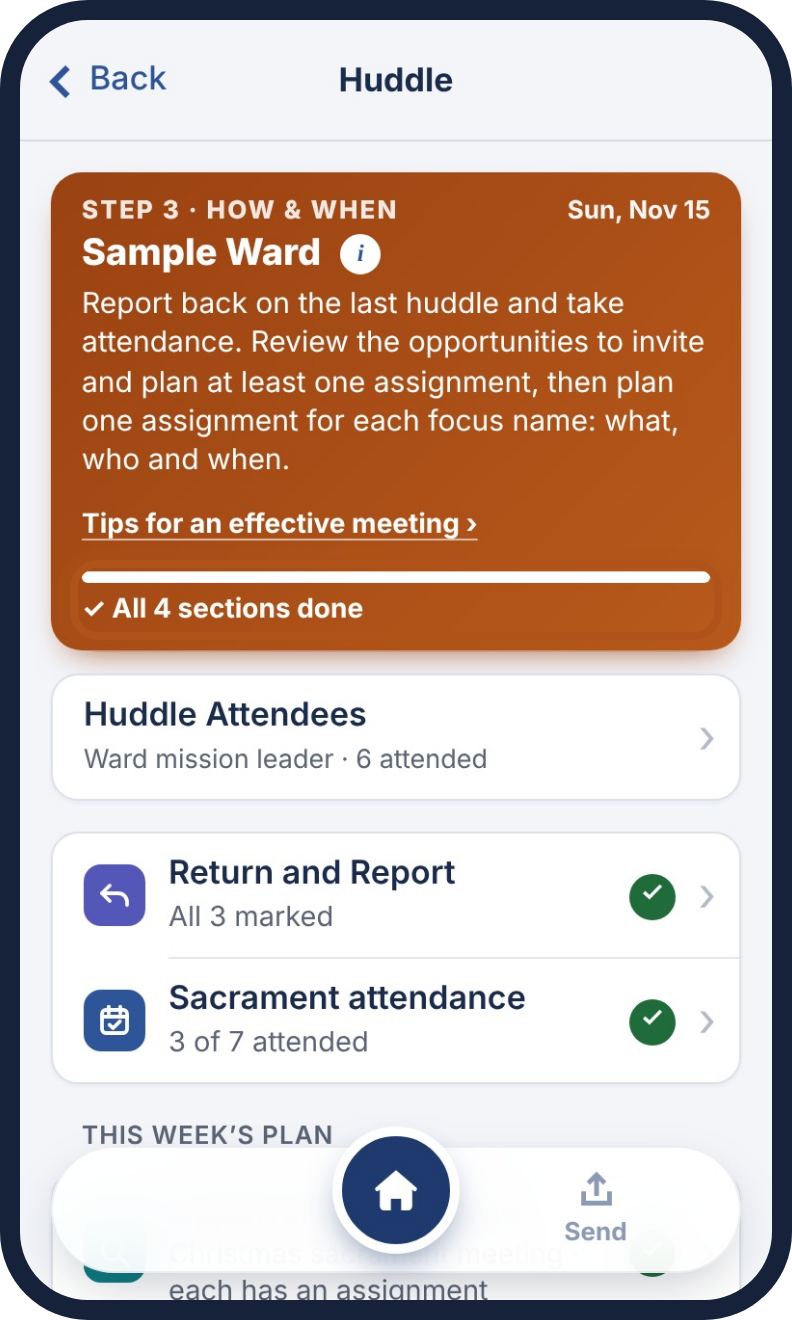 Back
Huddle
STEP 3 · HOW & WHEN
Sun, Nov 15
Sample Ward i
Report back on the last huddle and take
attendance. Review the opportunities to invite
and plan at least one assignment, then plan
one assignment for each focus name: what,
who and when.
Tips for an effective meeting ›
✓ All 4 sections done
Huddle Attendees
Ward mission leader · 6 attended
Return and Report
All 3 marked
Sacrament attendance
3 of 7 attended
THIS WEEK’S PLAN
Send
Christmas sacrament meeting
each has an assignment